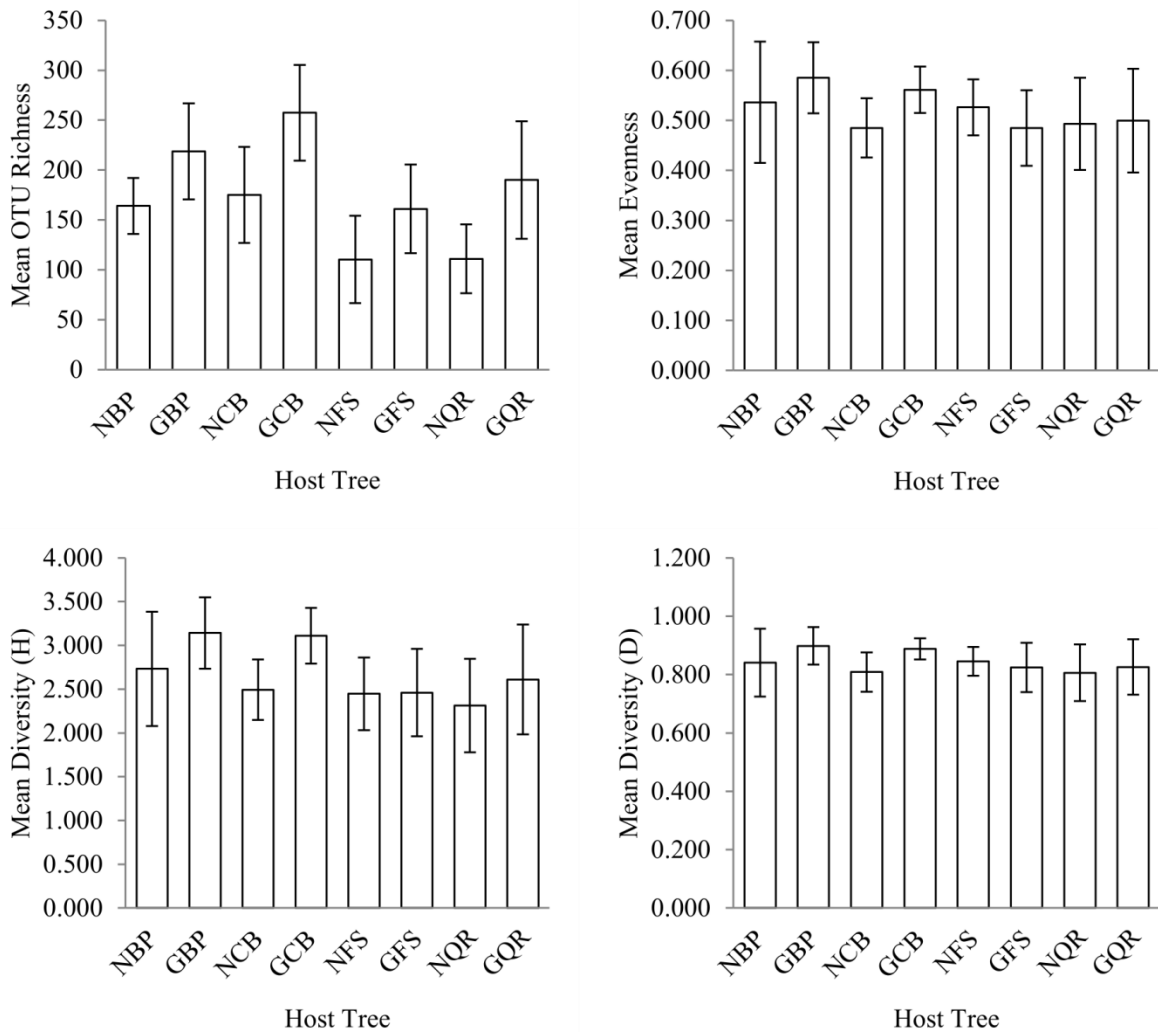 Mean OTU Richness
350
300
250
200
150
100
50
0
NBP GBP NCB GCB NFS GFS NQR GQR
Host Tree
Mean Evenness
0.700
0.600
0.500
0.400
0.300
0.200
0.100
0.000
NBP GBP NCB GCB NFS GFS NQR GQR
Host Tree
Mean Diversity (H)
4.000
3.500
3.000
2.500
2.000
1.500
1.000
0.500
0.000
NBP GBP NCB GCB NFS GFS NQR GQR
Host Tree
Mean Diversity (D)
1.200
1.000
0.800
0.600
0.400
0.200
0.000
NBP GBP NCB GCB NFS GFS NQR GQR
Host Tree